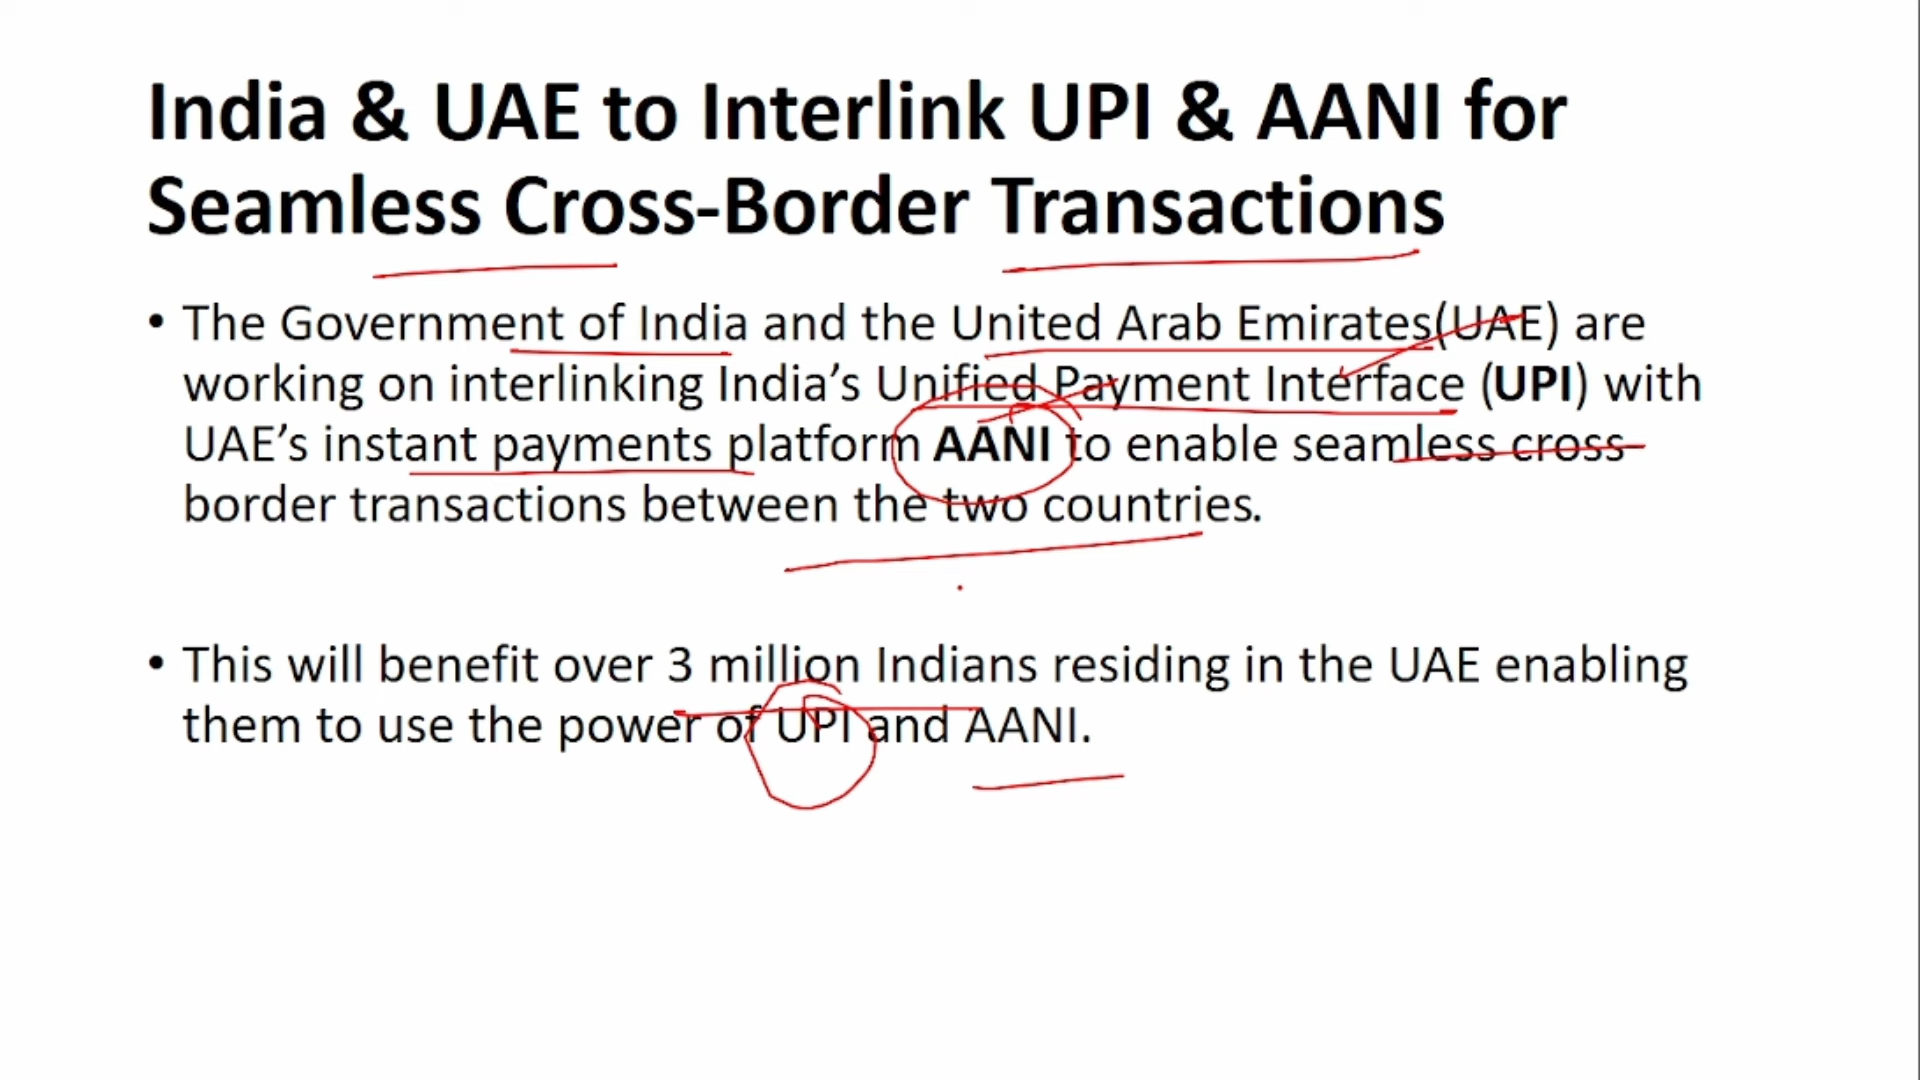 India & UAE to Interlink UPI & AANI for
Seamless Cross-Border Transactions
• The Government of India and the United Arab Emirates(UAE) are
working on interlinking India’s Unified Payment Interface (UPI) with
UAE’s instant payments platform AANI to enable seamless cross-
border transactions between the two countries.
• This will benefit over 3 million Indians residing in the UAE enabling
them to use the power of UPI and AANI.